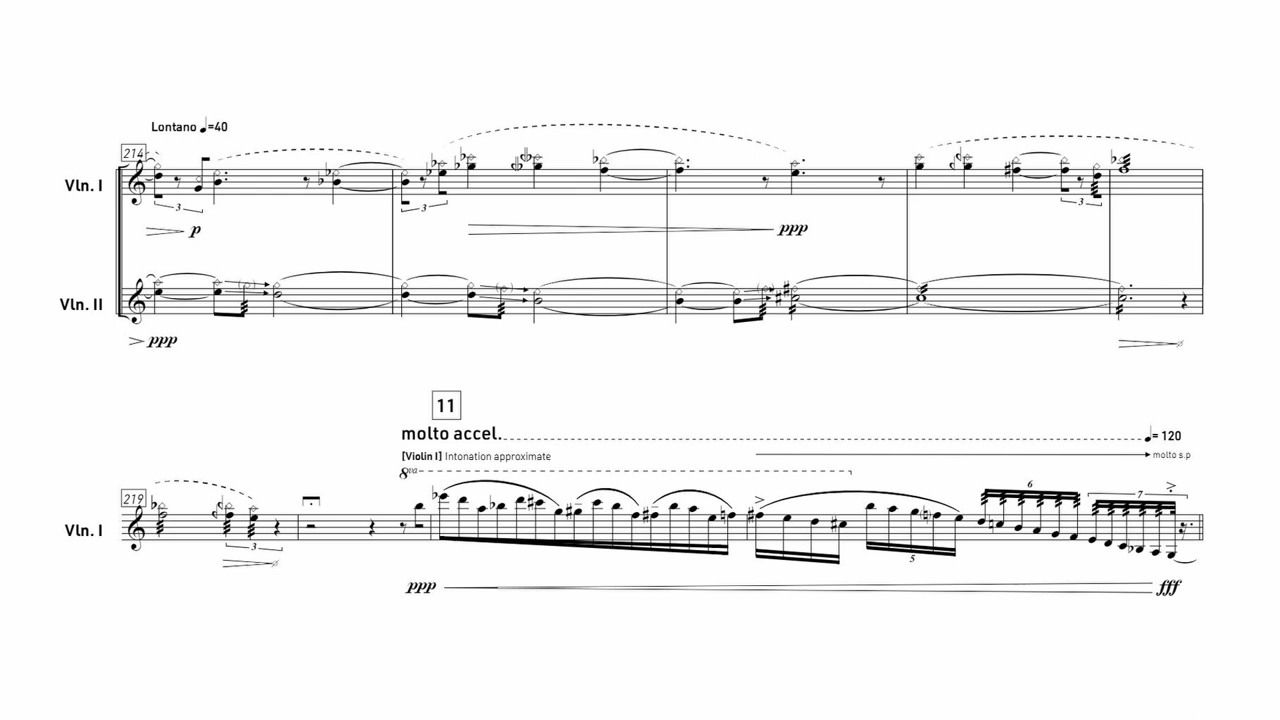 Lontano ♩=40
214
Vln. I
3
3
3
p
ppp
Vln. II
ppp
11
molto accel. ♩= 120
[Violin I] Intonation approximate
molto s.p
8va
219
6
7
Vln. I
3
5
ppp
fff